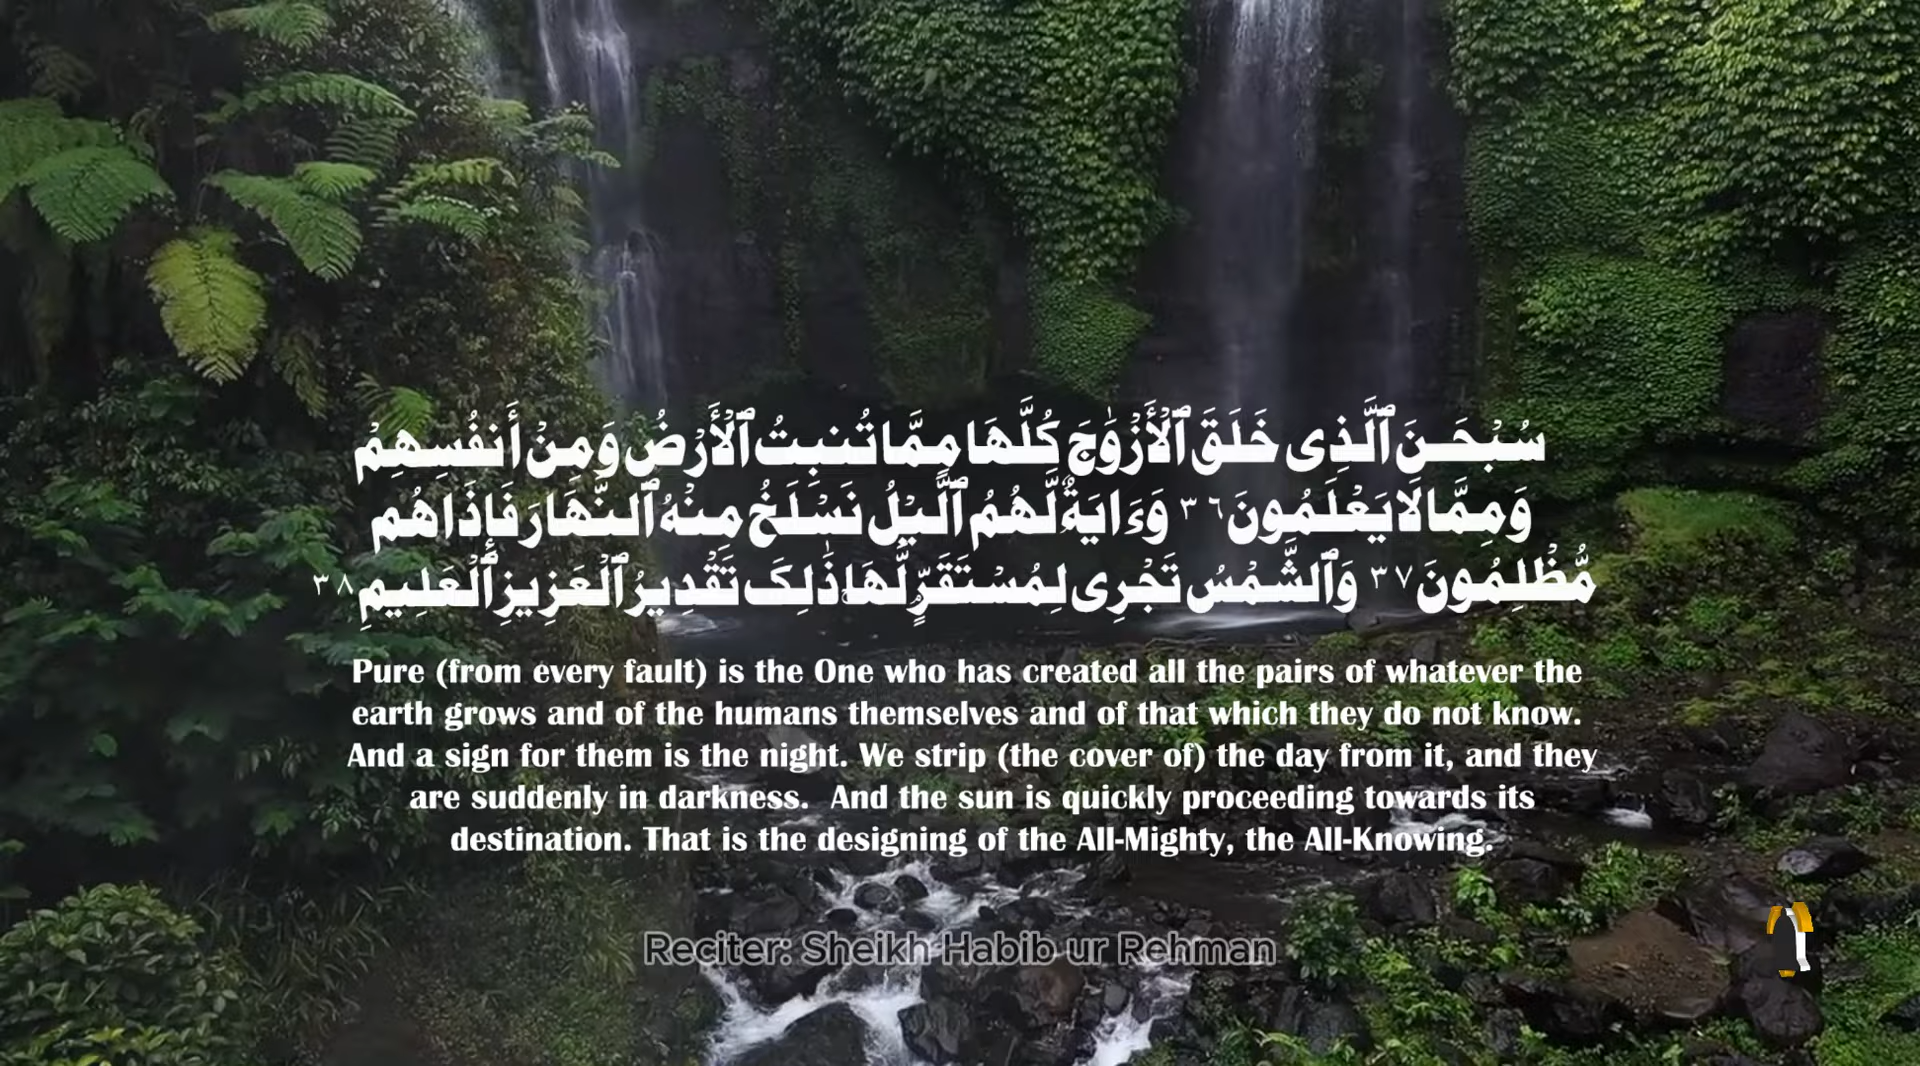 سُبْحَـنَ ٱلَّذِى خَلَقَ ٱلْأَزْوَٰجَ كُلَّهَا مِمَّا تُنۢبِتُ ٱلْأَرْضُ وَمِنْ أَنفُسِهِمْ
وَمِمَّا لَا يَعْلَمُونَ ٣٦ وَءَايَةٌ لَّهُمُ ٱلَّيْلُ نَسْلَخُ مِنْهُ ٱلنَّهَارَ فَإِذَا هُم
مُّظْلِمُونَ ٣٧ وَٱلشَّمْسُ تَجْرِى لِمُسْتَقَرٍّۢ لَّهَا ۚ ذَٰلِكَ تَقْدِيرُ ٱلْعَزِيزِ ٱلْعَلِيمِ ٣٨
Pure (from every fault) is the One who has created all the pairs of whatever the
earth grows and of the humans themselves and of that which they do not know.
And a sign for them is the night. We strip (the cover of) the day from it, and they
are suddenly in darkness. And the sun is quickly proceeding towards its
destination. That is the designing of the All-Mighty, the All-Knowing.
Reciter: Sheikh Habib ur Rehman